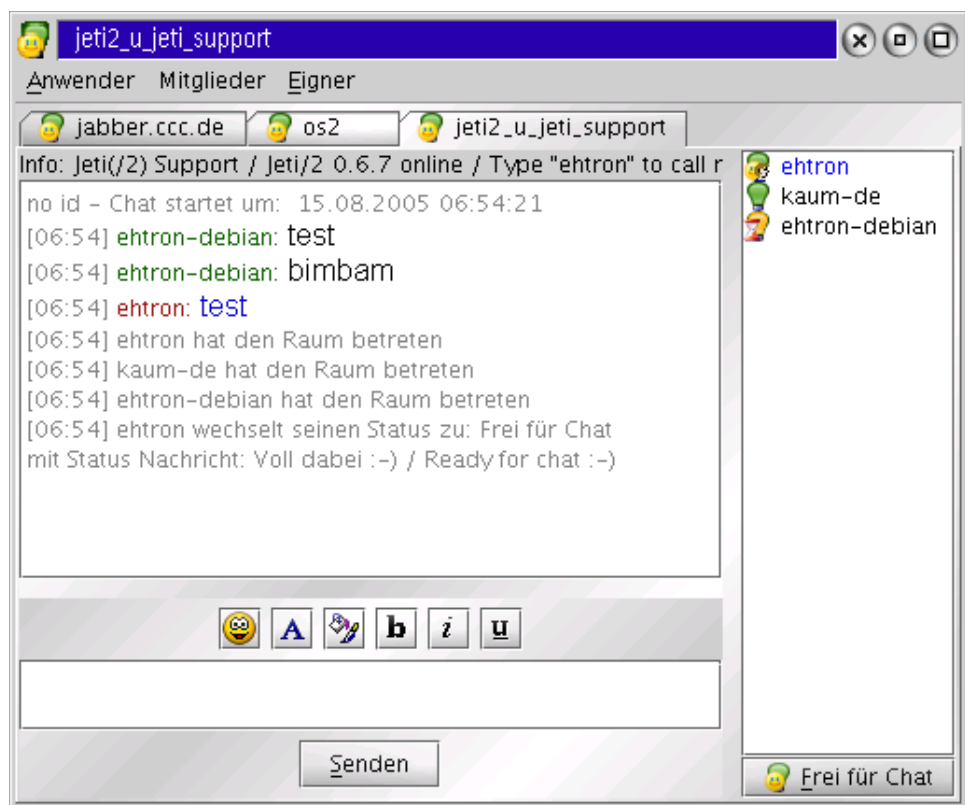 jeti2_u_jeti_support
Anwender Mitglieder Eigner
jabber.ccc.de os2 jeti2_u_jeti_support
Info: Jeti(/2) Support / Jeti/2 0.6.7 online / Type "ehtron" to call
no id – Chat startet um: 15.08.2005 06:54:21
[06:54] ehtron-debian: test
[06:54] ehtron-debian: bimbam
[06:54] ehtron: test
[06:54] ehtron hat den Raum betreten
[06:54] kaum-de hat den Raum betreten
[06:54] ehtron-debian hat den Raum betreten
[06:54] ehtron wechselt seinen Status zu: Frei für Chat
mit Status Nachricht: Voll dabei :-) / Ready for chat :-)
ehtron
kaum-de
ehtron-debian
A b i u
Senden
Frei für Chat